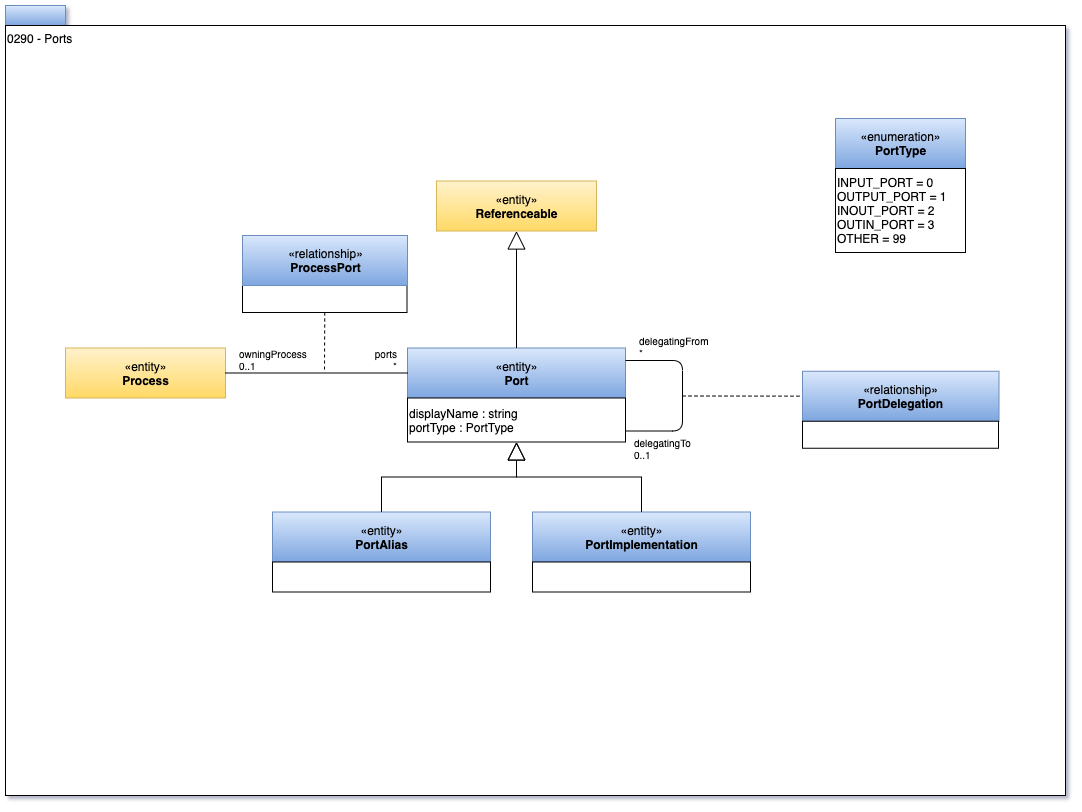 0290 - Ports
«enumeration»
PortType
INPUT_PORT = 0
OUTPUT_PORT = 1
INOUT_PORT = 2
OUTIN_PORT = 3
OTHER = 99
«entity»
Referenceable
«relationship»
ProcessPort
«entity»
Process
owningProcess
0..1
ports
*
«entity»
Port
displayName : string
portType : PortType
delegatingFrom
*
delegatingTo
0..1
«relationship»
PortDelegation
«entity»
PortAlias
«entity»
PortImplementation